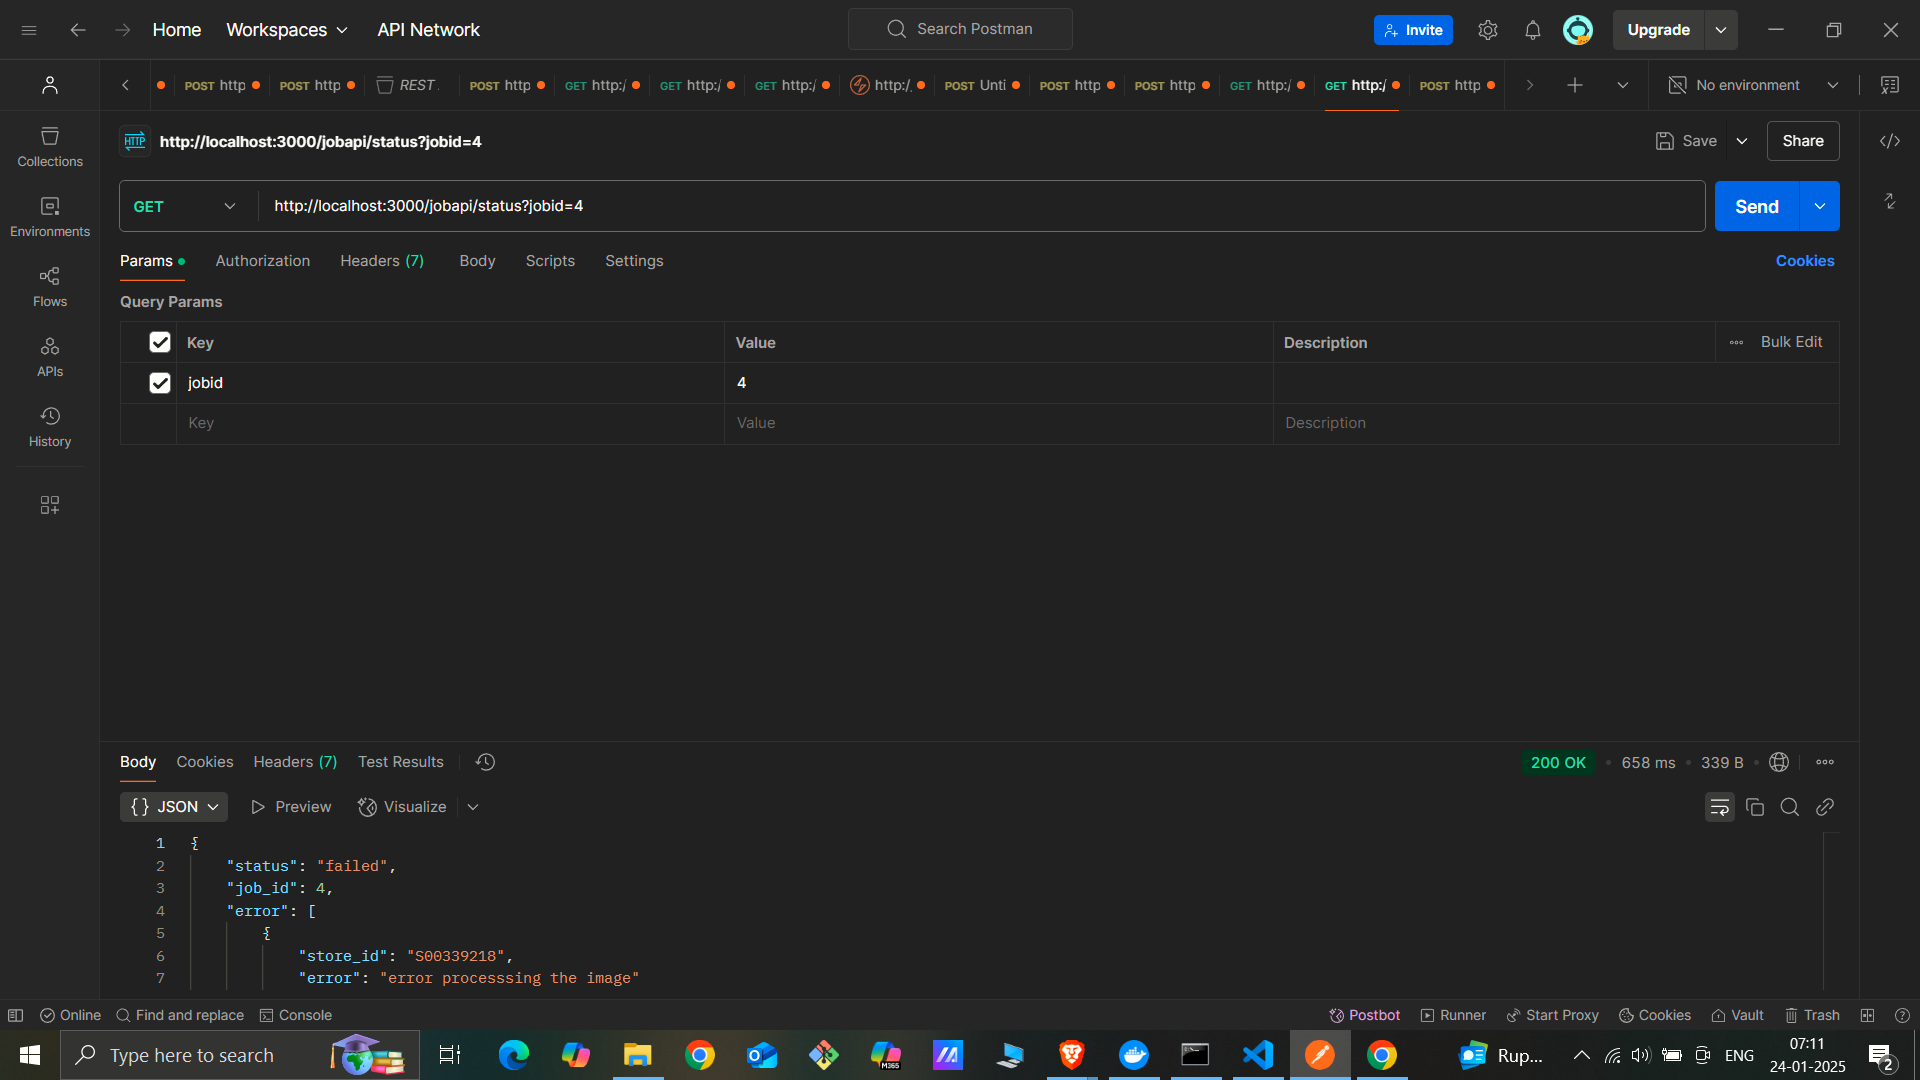 Home Workspaces API Network Search Postman Invite Upgrade
POST http POST http REST POST http GET http:/ GET http:/ GET http:/ http:/ POST Unti POST http POST http GET http:/ GET http:/ POST http No environment
HTTP http://localhost:3000/jobapi/status?jobid=4 Save Share
Collections
Environments
Flows
APIs
History
GET http://localhost:3000/jobapi/status?jobid=4 Send
Params Authorization Headers (7) Body Scripts Settings Cookies
Query Params
Key Value Description Bulk Edit
jobid 4
Key Value Description
Body Cookies Headers (7) Test Results 200 OK 658 ms 339 B
{} JSON Preview Visualize
1 {
2 "status": "failed",
3 "job_id": 4,
4 "error": [
5 {
6 "store_id": "S00339218",
7 "error": "error processsing the image"
Online Find and replace Console Postbot Runner Start Proxy Cookies Vault Trash
Type here to search M365 Rup... ENG 07:11
24-01-2025 2